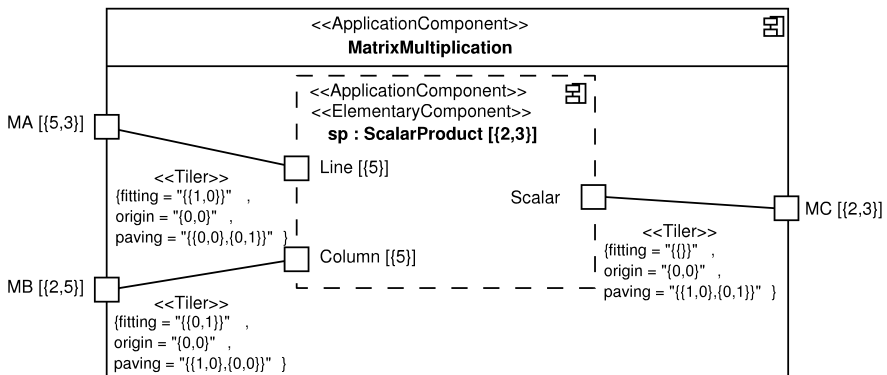 <<ApplicationComponent>>
MatrixMultiplication
<<ApplicationComponent>>
<<ElementaryComponent>>
sp : ScalarProduct [{2,3}]
MA [{5,3}]
Line [{5}]
<<Tiler>>
{fitting = "{{1,0}}" ,
origin = "{0,0}" ,
paving = "{{0,0},{0,1}}" }
Scalar
MC [{2,3}]
<<Tiler>>
{fitting = "{{}}" ,
origin = "{0,0}" ,
paving = "{{1,0},{0,1}}" }
Column [{5}]
MB [{2,5}]
<<Tiler>>
{fitting = "{{0,1}}" ,
origin = "{0,0}" ,
paving = "{{1,0},{0,0}}" }